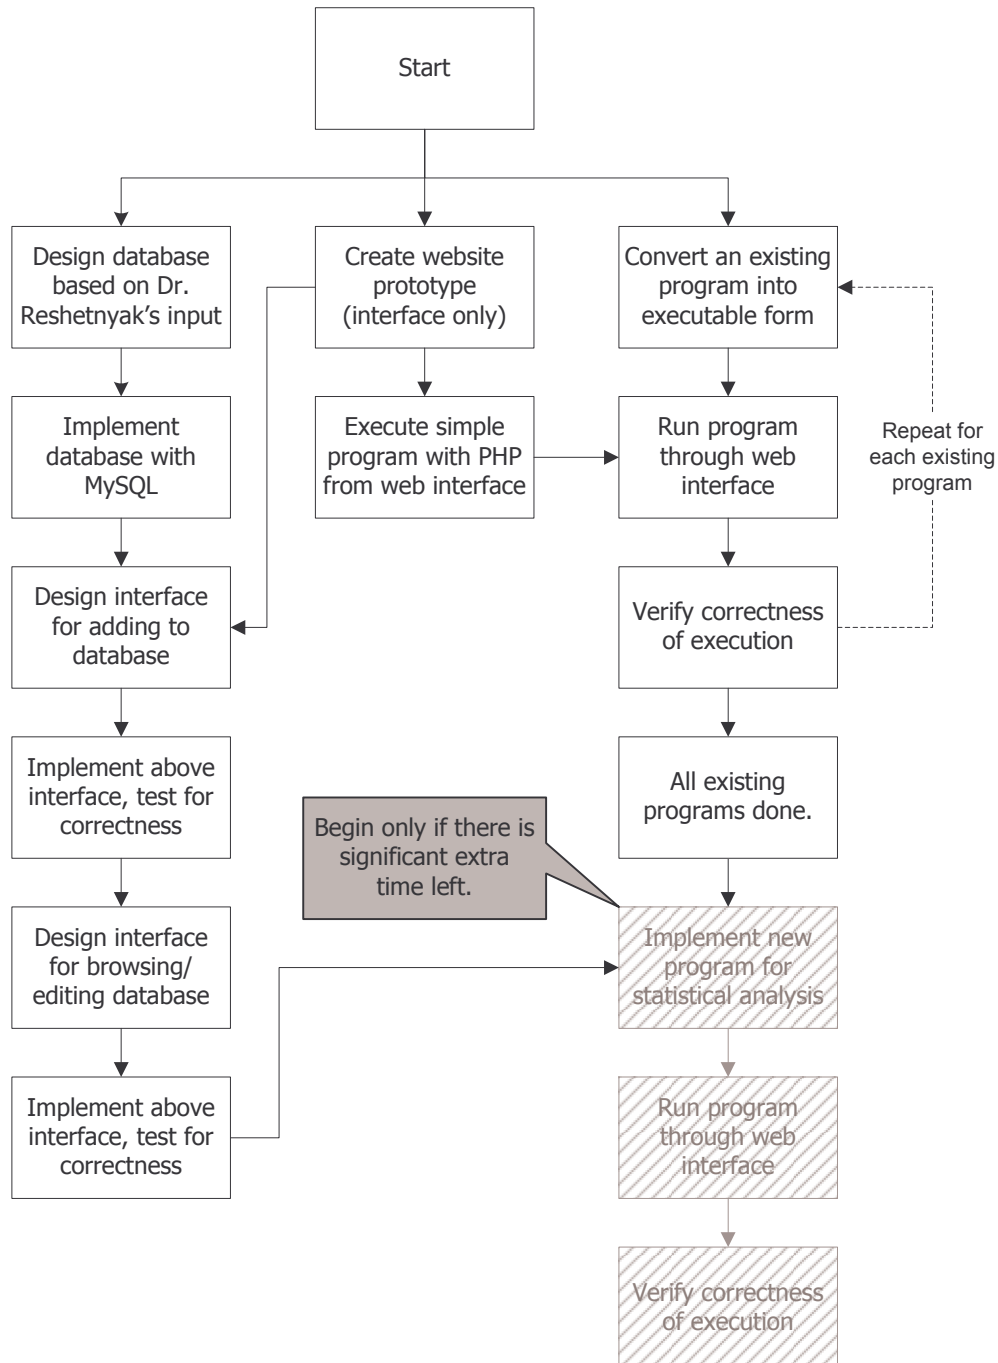 Start
Design database
based on Dr.
Reshetnyak's input
Create website
prototype
(interface only)
Convert an existing
program into
executable form
Implement
database with
MySQL
Execute simple
program with PHP
from web interface
Run program
through web
interface
Repeat for
each existing
program
Design interface
for adding to
database
Verify correctness
of execution
Implement above
interface, test for
correctness
All existing
programs done.
Begin only if there is
significant extra
time left.
Design interface
for browsing/
editing database
Implement new
program for
statistical analysis
Implement above
interface, test for
correctness
Run program
through web
interface
Verify correctness
of execution